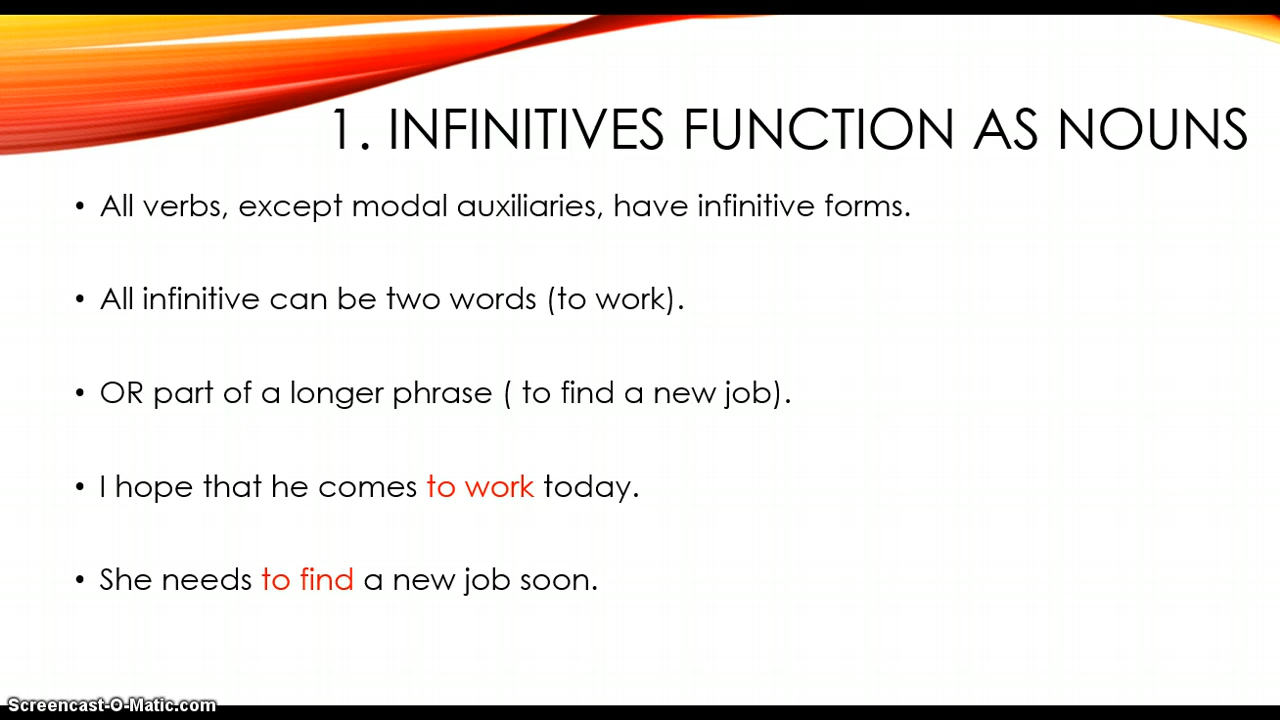 1. INFINITIVES FUNCTION AS NOUNS
• All verbs, except modal auxiliaries, have infinitive forms.
• All infinitive can be two words (to work).
• OR part of a longer phrase ( to find a new job).
• I hope that he comes to work today.
• She needs to find a new job soon.
Screencast-O-Matic.com